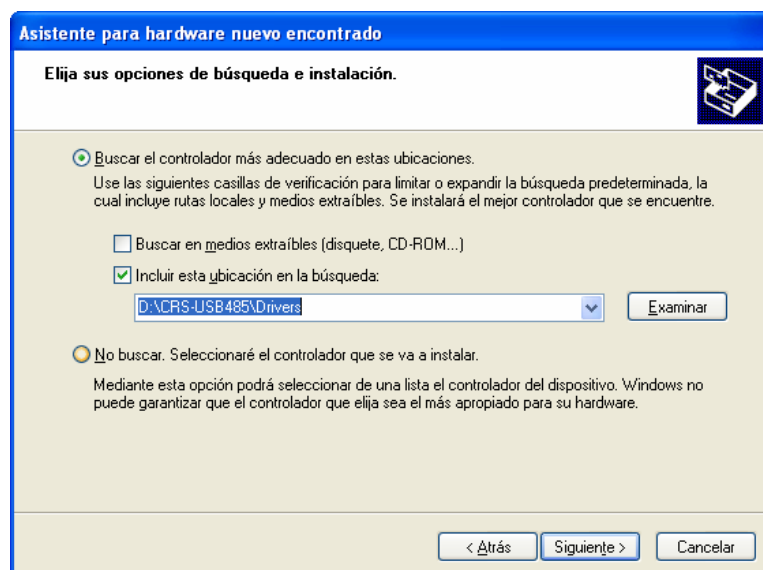 Asistente para hardware nuevo encontrado
Elija sus opciones de búsqueda e instalación.
Buscar el controlador más adecuado en estas ubicaciones.
Use las siguientes casillas de verificación para limitar o expandir la búsqueda predeterminada, la
cual incluye rutas locales y medios extraíbles. Se instalará el mejor controlador que se encuentre.
Buscar en medios extraíbles (disquete, CD-ROM...)
Incluir esta ubicación en la búsqueda:
D:\CRS-USB485\Drivers
Examinar
No buscar. Seleccionaré el controlador que se va a instalar.
Mediante esta opción podrá seleccionar de una lista el controlador del dispositivo. Windows no
puede garantizar que el controlador que elija sea el más apropiado para su hardware.
< Atrás Siguiente > Cancelar